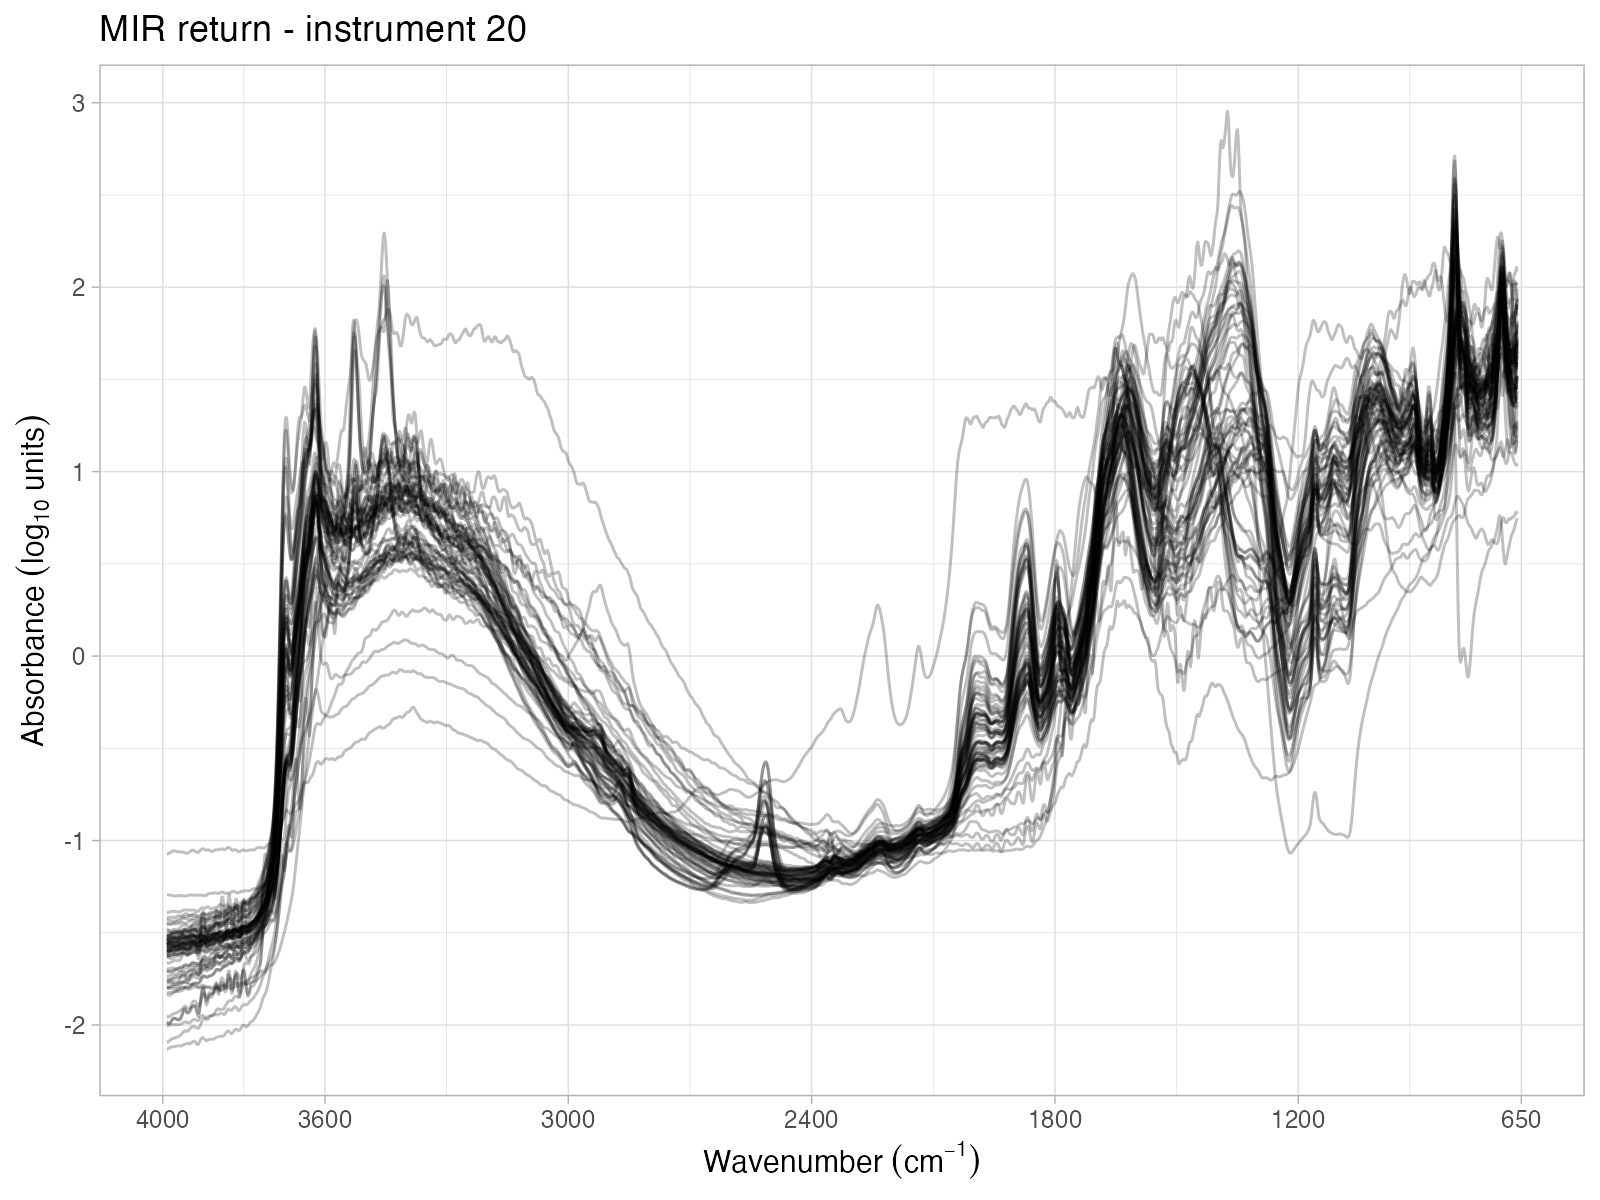 MIR return - instrument 20
Absorbance (log₁₀ units)
3
2
1
0
-1
-2
4000 3600 3000 2400 1800 1200 650
Wavenumber (cm⁻¹)